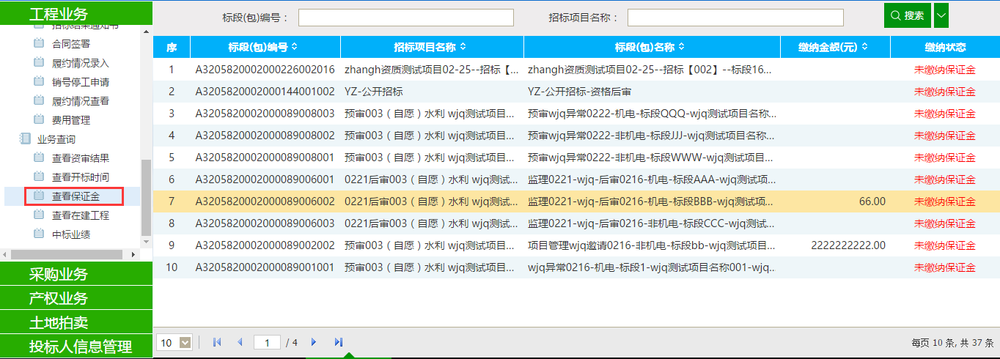 工程业务
招标结果通知书
合同签署
履约情况录入
销号停工申请
履约情况查看
费用管理
业务查询
查看资审结果
查看开标时间
查看保证金
查看在建工程
中标业绩
采购业务
产权业务
土地拍卖
投标人信息管理
标段(包)编号： 招标项目名称： 搜索
序 标段(包)编号 招标项目名称 标段(包)名称 缴纳金额(元) 缴纳状态
1 A3205820002000226002016 zhangh资质测试项目02-25--招标【... zhangh资质测试项目02-25--招标【002】--标段16... 未缴纳保证金
2 A3205820002000144001002 YZ-公开招标 YZ-公开招标-资格后审 未缴纳保证金
3 A3205820002000089008003 预审003（自愿）水利 wjq测试项目... 预审wjq异常0222-机电-标段QQQ-wjq测试项目名称... 未缴纳保证金
4 A3205820002000089008002 预审003（自愿）水利 wjq测试项目... 预审wjq异常0222-非机电-标段JJJ-wjq测试项目名称... 未缴纳保证金
5 A3205820002000089008001 预审003（自愿）水利 wjq测试项目... 预审wjq异常0222-非机电-标段WWW-wjq测试项目... 未缴纳保证金
6 A3205820002000089006001 0221后审003（自愿）水利 wjq测试... 监理0221-wjq-后审0216-机电-标段AAA-wjq测试项... 未缴纳保证金
7 A3205820002000089006002 0221后审003（自愿）水利 wjq测试... 监理0221-wjq-后审0216-机电-标段BBB-wjq测试项... 66.00 未缴纳保证金
8 A3205820002000089006003 0221后审003（自愿）水利 wjq测试... 监理0221-wjq-后审0216-非机电-标段CCC-wjq测试... 未缴纳保证金
9 A3205820002000089002002 预审003（自愿）水利 wjq测试项目... 项目管理wjq邀请0216-非机电-标段bb-wjq测试项目... 2222222222.00 未缴纳保证金
10 A3205820002000089001001 预审003（自愿）水利 wjq测试项目... wjq异常0216-机电-标段1-wjq测试项目名称001-wjq... 未缴纳保证金
10 1 / 4 每页 10 条, 共 37 条